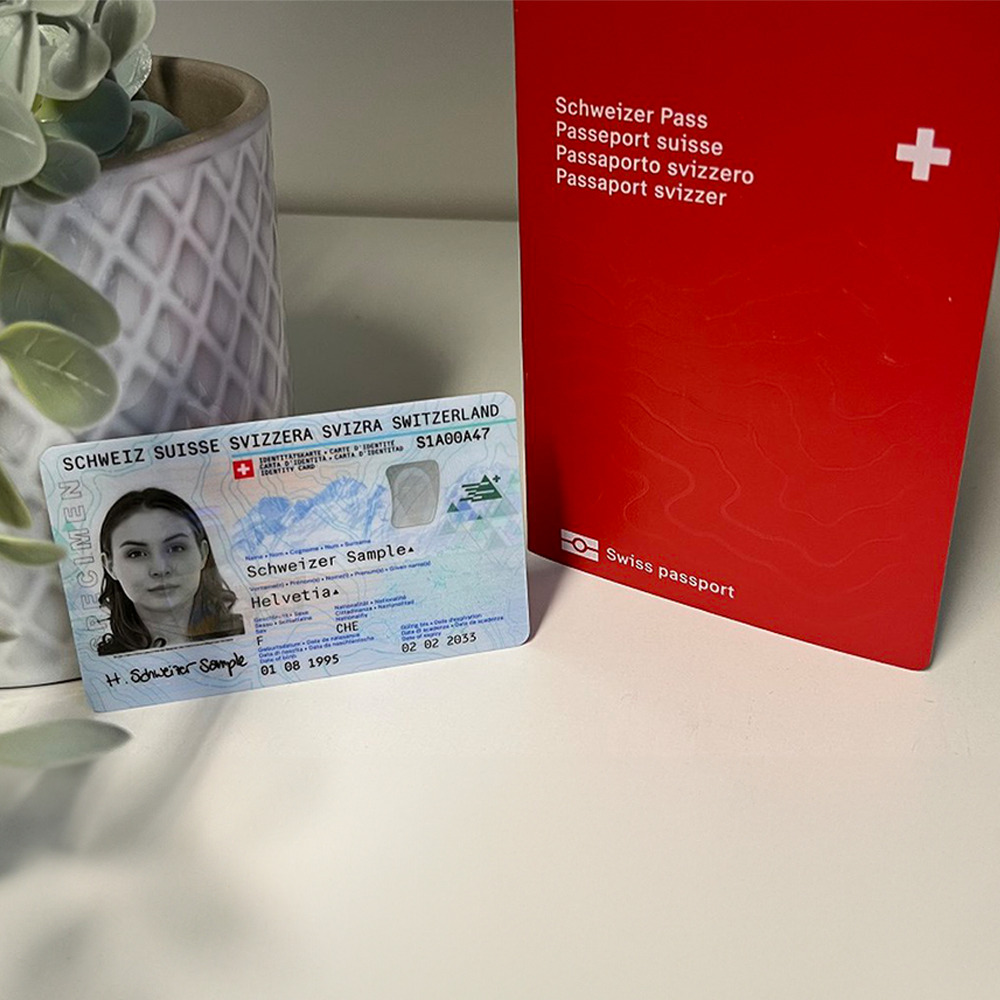 Schweizer Pass
Passeport suisse
Passaporto svizzero
Passaport svizzer
SCHWEIZ SUISSE SVIZZERA SVIZRA SWITZERLAND
IDENTITÄTSKARTE • CARTE D'IDENTITÉ
CARTA D'IDENTITÀ • CARTA D'IDENTITAD
IDENTITY CARD
S1A00A47
SPECIMEN
Name • Nom • Cognome • Num • Surname
Schweizer Sample▲
Vorname(n) • Prénom(s) • Nome(i) • Prenum(s) • Given name(s)
Helvetia▲
Geschlecht • Sexe
Sesso • Schlattaina
Sex
F
Nationalität • Nationalité
Cittadinanza • Naziunalitad
Nationality
CHE
Geburtsdatum • Date de naissance
Data di nascita • Data da naschientscha
Date of birth
01 08 1995
Gültig bis • Date d'expiration
Data di scadenza • Data da scadenza
Date of expiry
02 02 2033
H. Schweizer Sample
Swiss passport